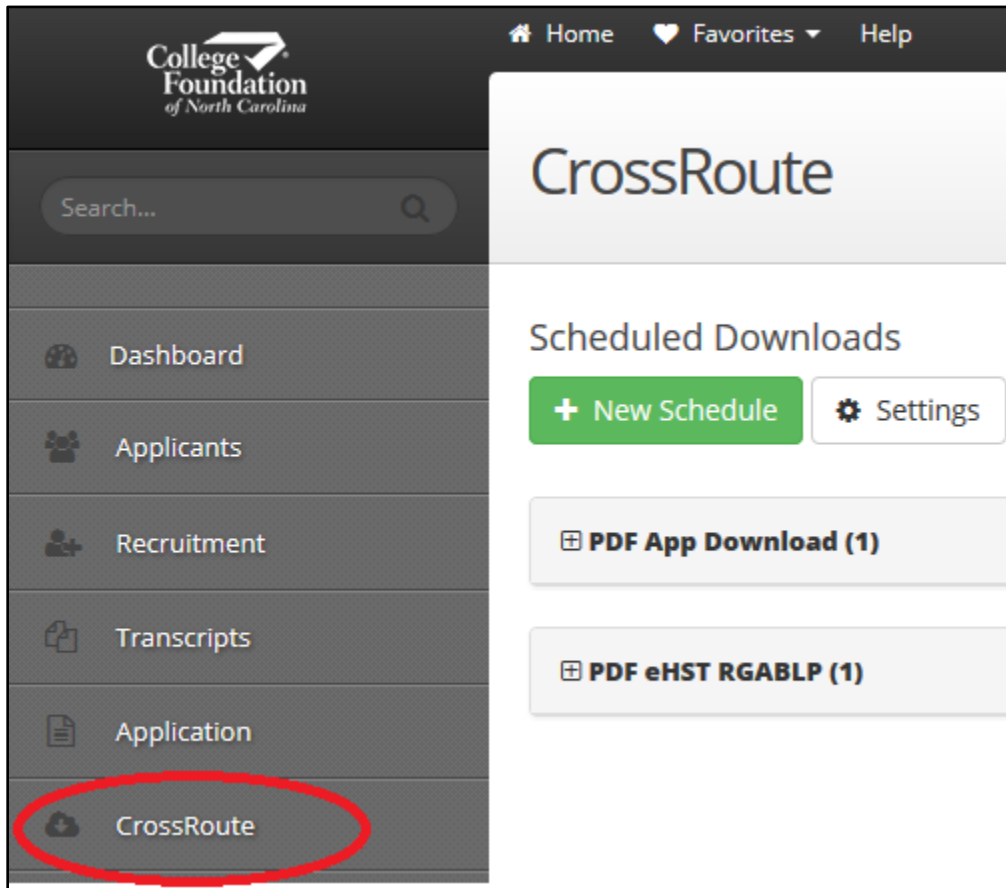 College
Foundation
of North Carolina
Home Favorites Help
Search...
CrossRoute
Dashboard
Applicants
Recruitment
Transcripts
Application
CrossRoute
Scheduled Downloads
New Schedule Settings
PDF App Download (1)
PDF eHST RGABLP (1)